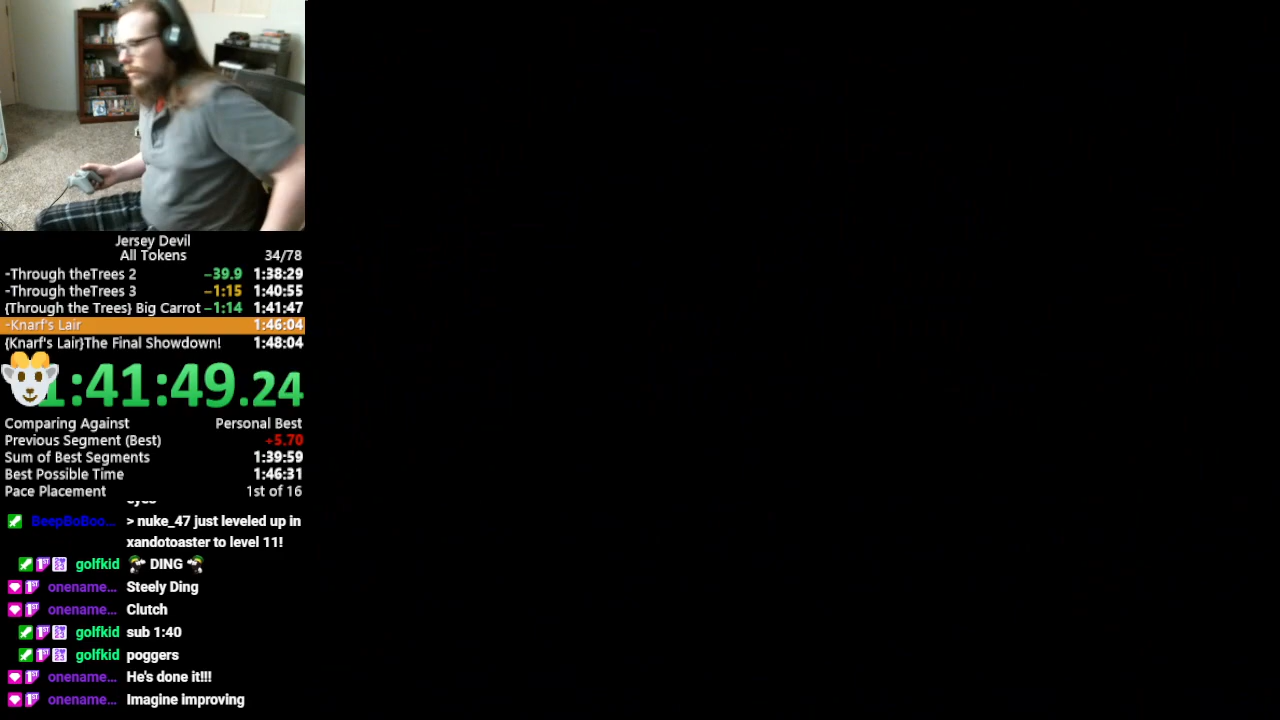 Jersey Devil
All Tokens 34/78
-Through theTrees 2 -39.9 1:38:29
-Through theTrees 3 -1:15 1:40:55
{Through the Trees} Big Carrot -1:14 1:41:47
-Knarf's Lair 1:46:04
{Knarf's Lair}The Final Showdown! 1:48:04
1:41:49.24
Comparing Against Personal Best
Previous Segment (Best) +5.70
Sum of Best Segments 1:39:59
Best Possible Time 1:46:31
Pace Placement 1st of 16
BeepBoBoo... > nuke_47 just leveled up in
xandotoaster to level 11!
golfkid DING
onename... Steely Ding
onename... Clutch
golfkid sub 1:40
golfkid poggers
onename... He's done it!!!
onename... Imagine improving